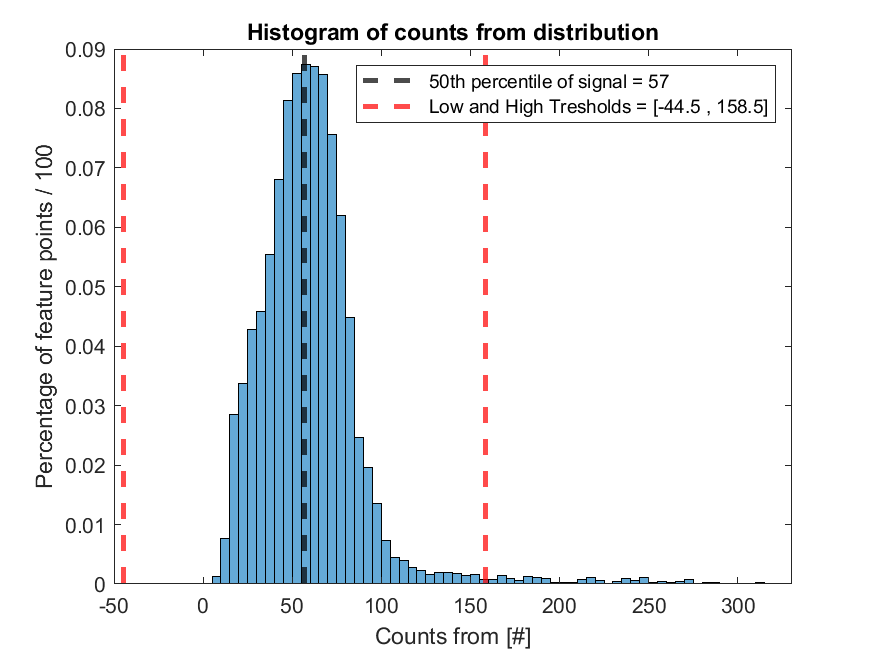 Histogram of counts from distribution
50th percentile of signal = 57
Low and High Tresholds = [-44.5 , 158.5]
Percentage of feature points / 100
0.09
0.08
0.07
0.06
0.05
0.04
0.03
0.02
0.01
0
-50 0 50 100 150 200 250 300
Counts from [#]